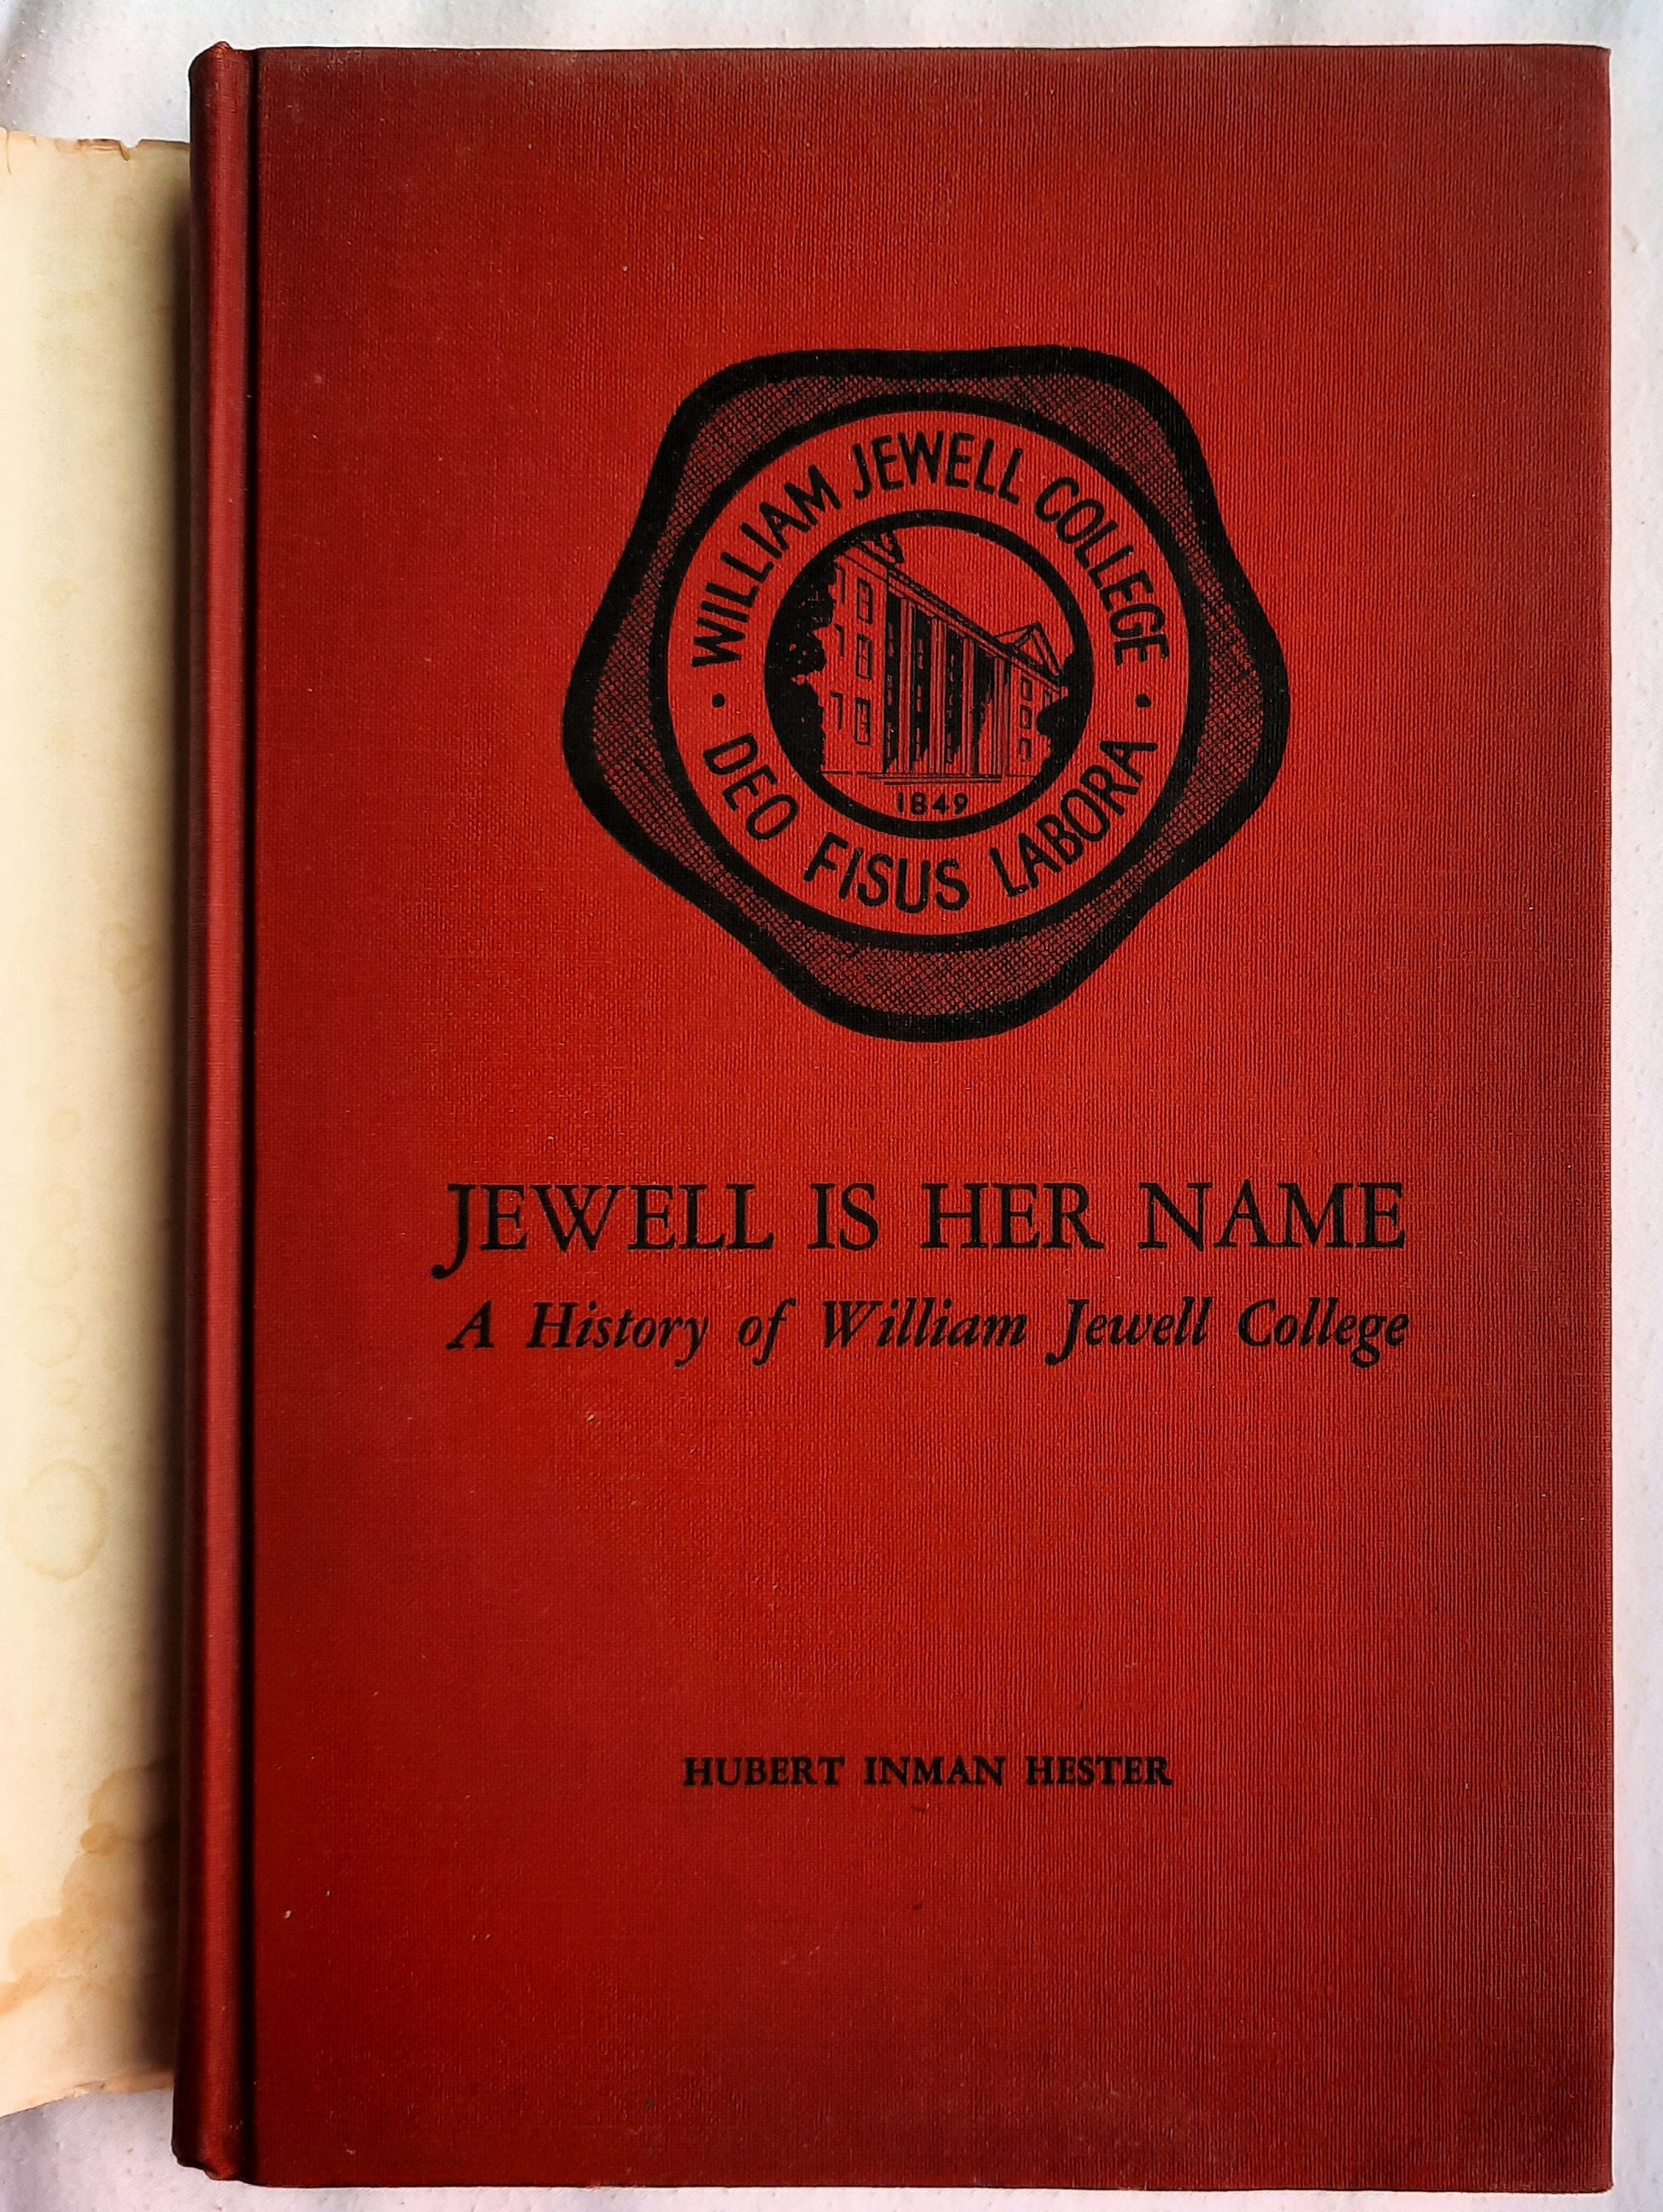 · WILLIAM JEWELL COLLEGE ·
DEO FISUS LABORA
1849
JEWELL IS HER NAME
A History of William Jewell College
HUBERT INMAN HESTER